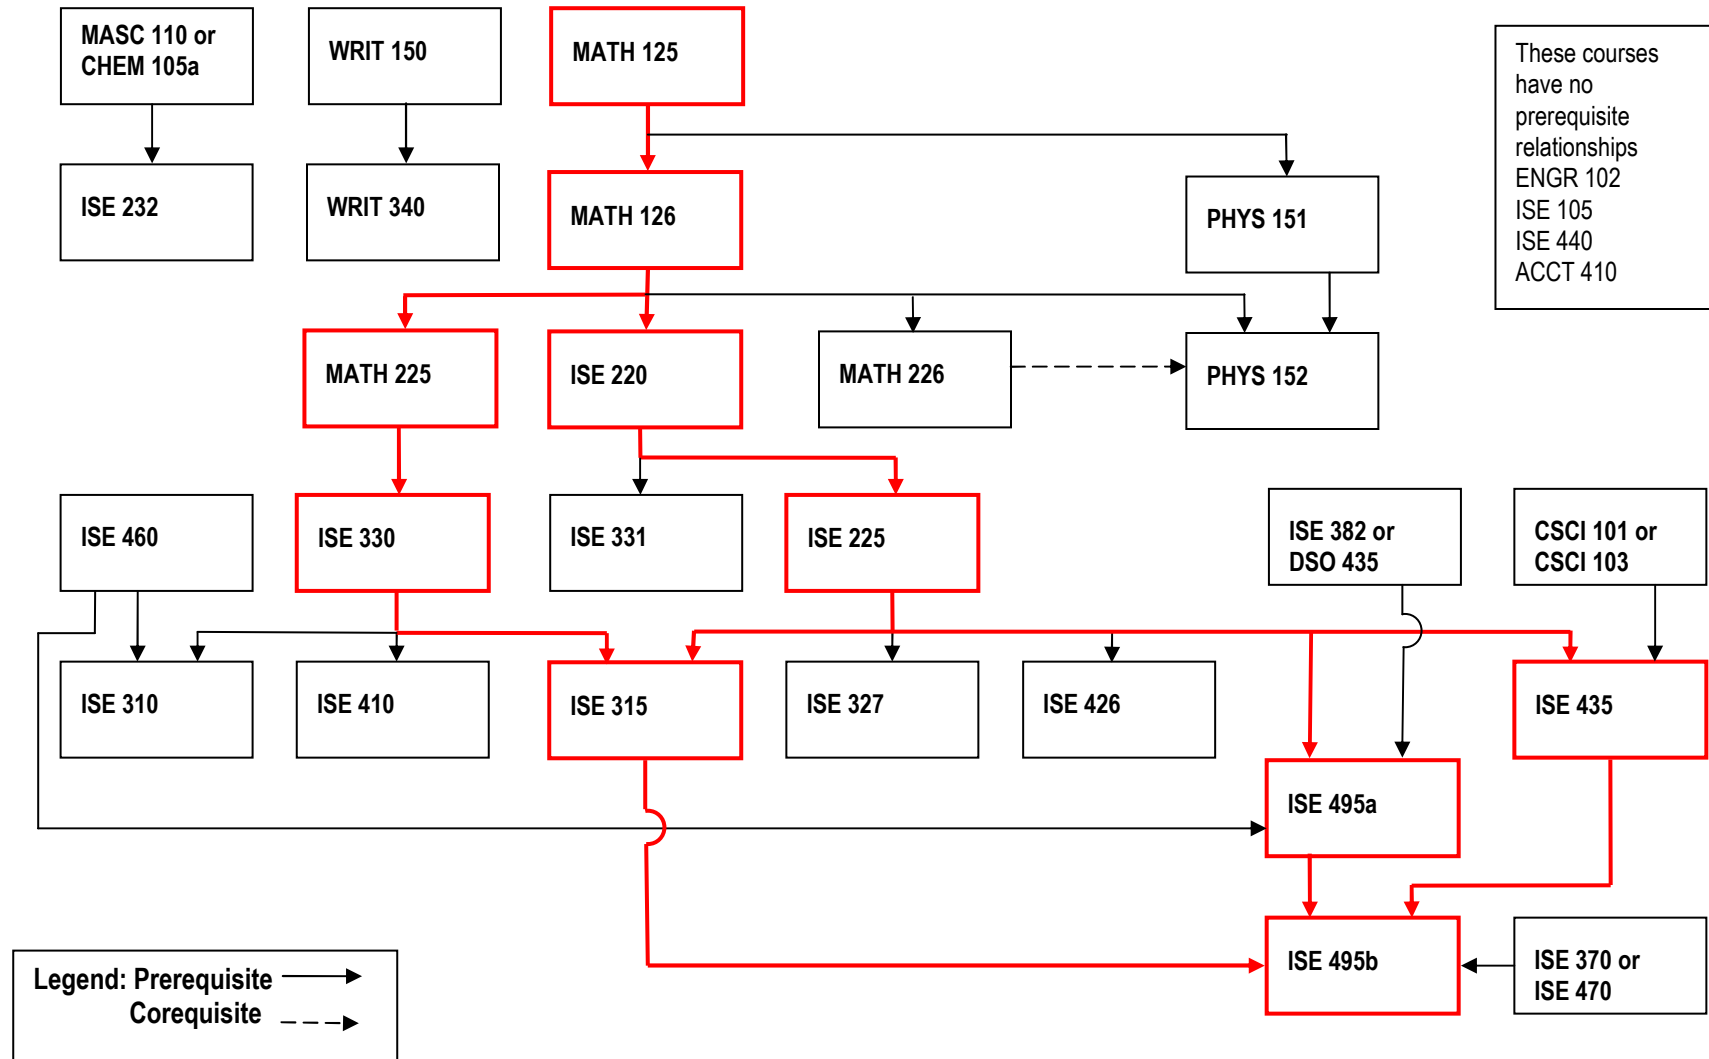 MASC 110 or
CHEM 105a
WRIT 150
MATH 125
These courses
have no
prerequisite
relationships
ENGR 102
ISE 105
ISE 440
ACCT 410
ISE 232
WRIT 340
MATH 126
PHYS 151
MATH 225
ISE 220
MATH 226
PHYS 152
ISE 460
ISE 330
ISE 331
ISE 225
ISE 382 or
DSO 435
CSCI 101 or
CSCI 103
ISE 310
ISE 410
ISE 315
ISE 327
ISE 426
ISE 435
ISE 495a
ISE 495b
ISE 370 or
ISE 470
Legend: Prerequisite
Corequisite